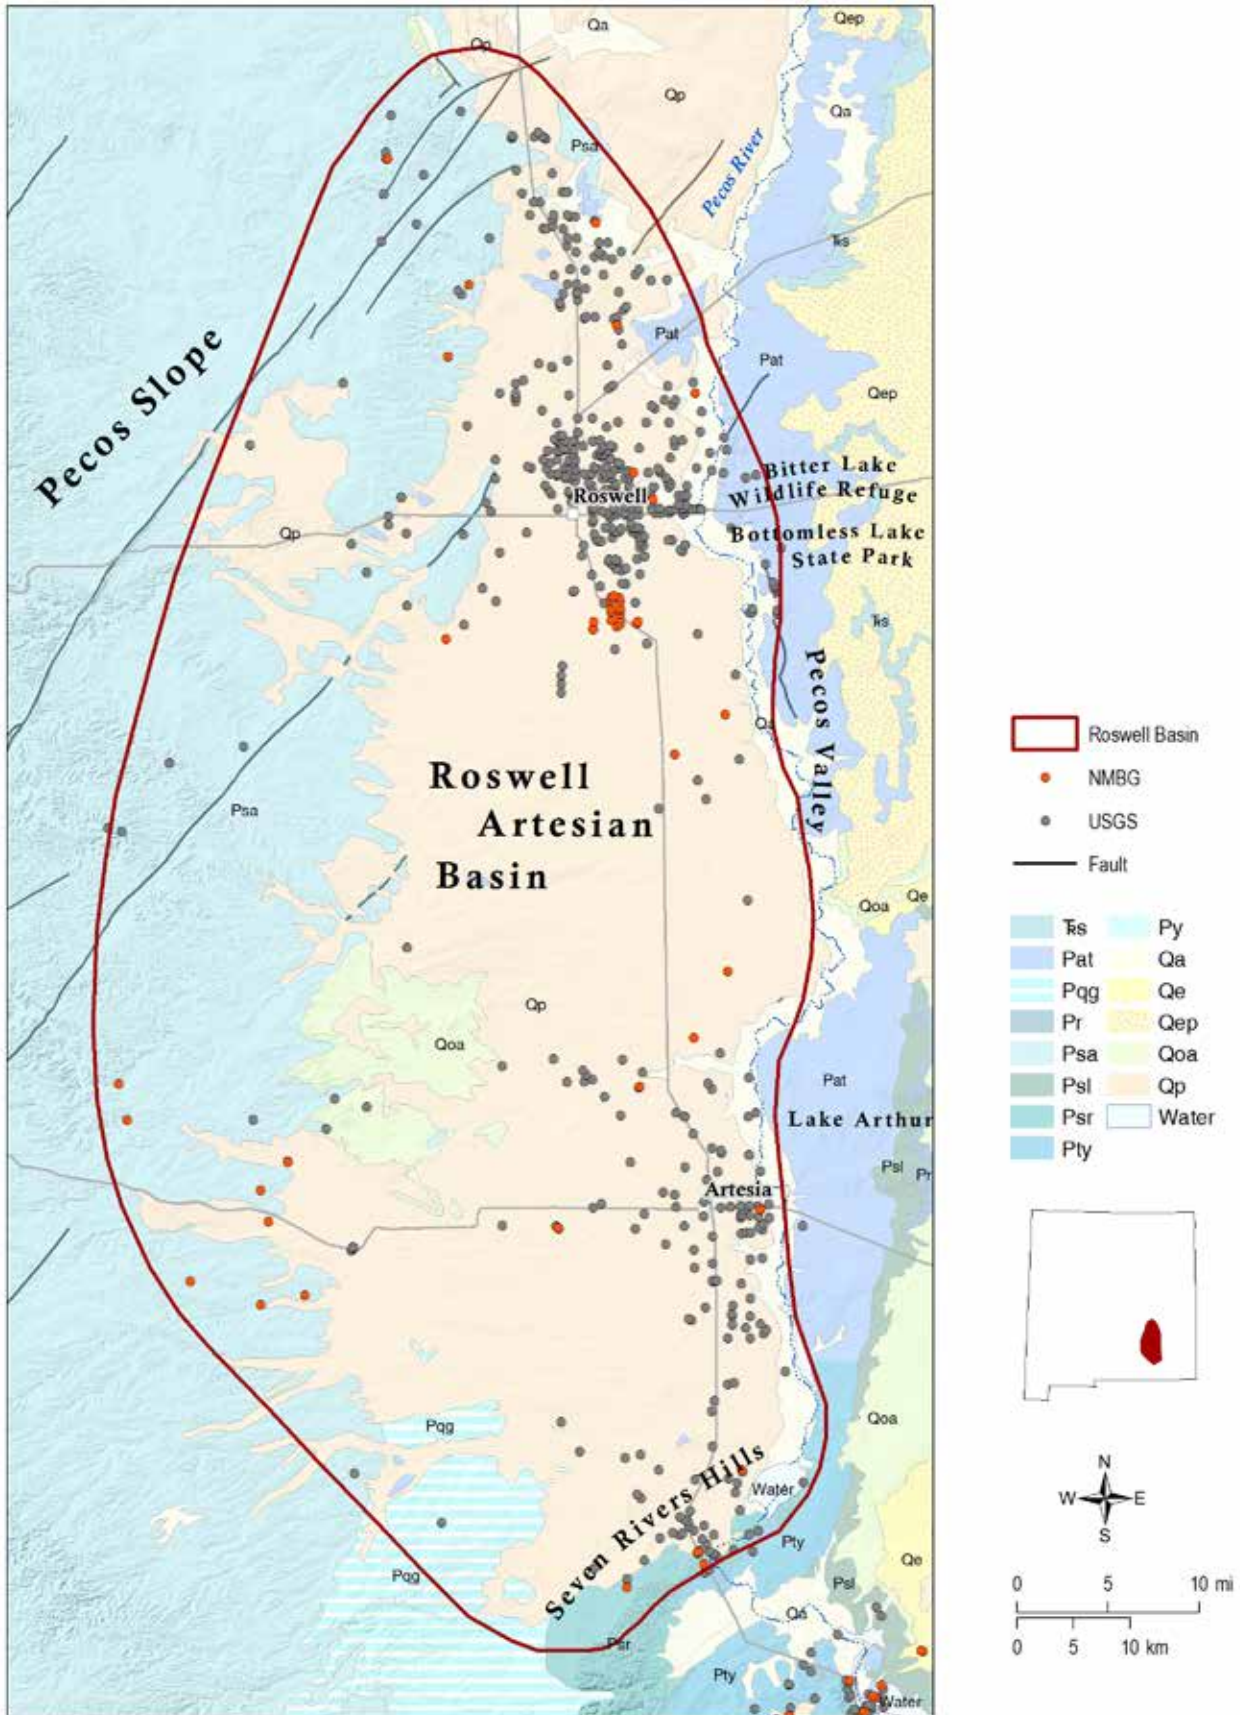 Qep
Qa
Qp
Qp
Qa
Psa
Pecos River
Ꞃs
Pat
Pat
Qep
Pecos Slope
Bitter Lake
Wildlife Refuge
Roswell
Qp
Bottomless Lake
State Park
Ꞃs
Pecos Valley
Qa
Roswell
Artesian
Basin
Psa
Qoa
Qe
Qp
Qoa
Pat
Lake Arthur
Psl
Pr
Artesia
Pqg
Qoa
Seven Rivers Hills
Water
Pty
Qe
Pqg
Psl
Qa
Psr
Pty
Water
Roswell Basin
NMBG
USGS
Fault
Ꞃs Py
Pat Qa
Pqg Qe
Pr Qep
Psa Qoa
Psl Qp
Psr Water
Pty
N
W E
S
0 5 10 mi
0 5 10 km